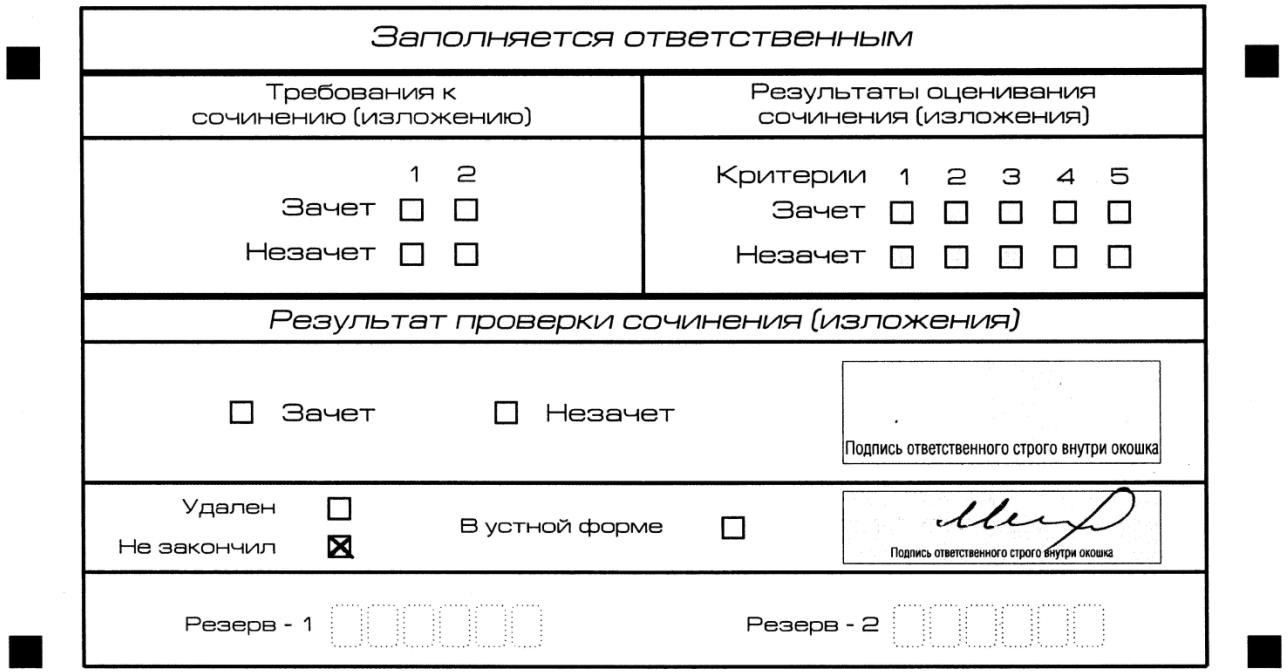 Заполняется ответственным
Требования к
сочинению (изложению)
Результаты оценивания
сочинения (изложения)
1 2
Зачет
Незачет
Критерии 1 2 3 4 5
Зачет
Незачет
Результат проверки сочинения (изложения)
Зачет Незачет
Подпись ответственного строго внутри окошка
Удален
Не закончил
В устной форме
Подпись ответственного строго внутри окошка
Резерв - 1 Резерв - 2